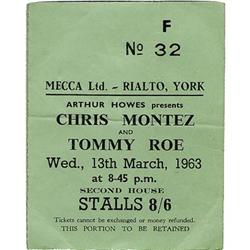 F
No 32
MECCA Ltd. - RIALTO, YORK
ARTHUR HOWES presents
CHRIS MONTEZ
AND
TOMMY ROE
Wed., 13th March, 1963
at 8-45 p.m.
SECOND HOUSE
STALLS 8/6
Tickets cannot be exchanged or money refunded.
THIS PORTION TO BE RETAINED